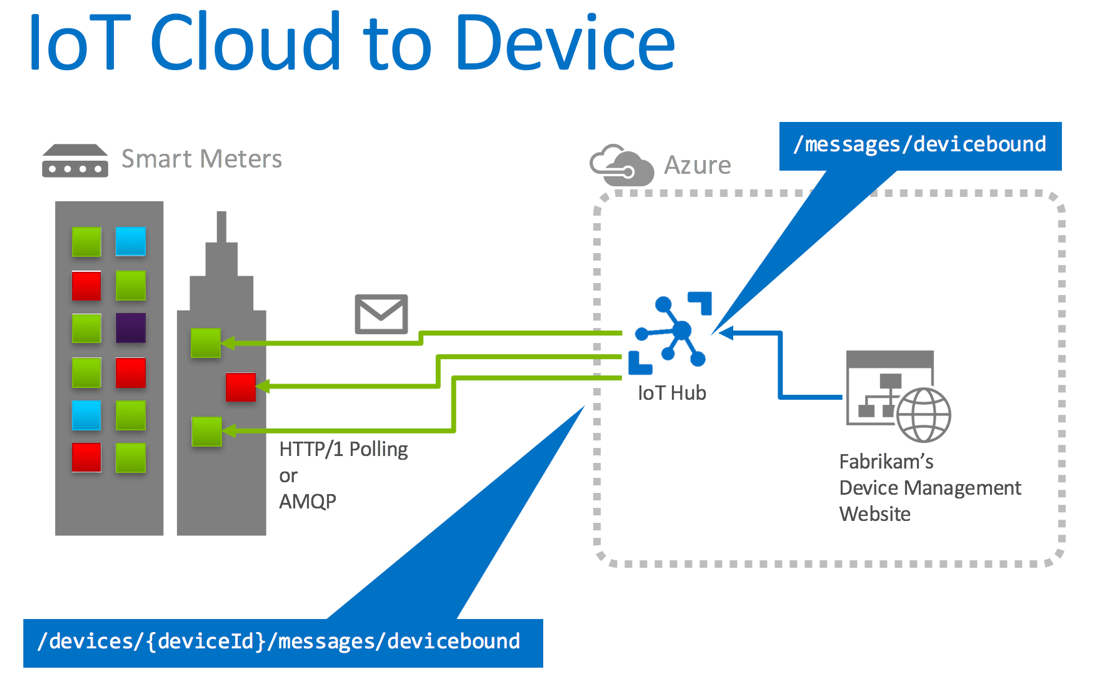 IoT Cloud to Device
Smart Meters
Azure
/messages/devicebound
IoT Hub
HTTP/1 Polling
or
AMQP
Fabrikam’s
Device Management
Website
/devices/{deviceId}/messages/devicebound